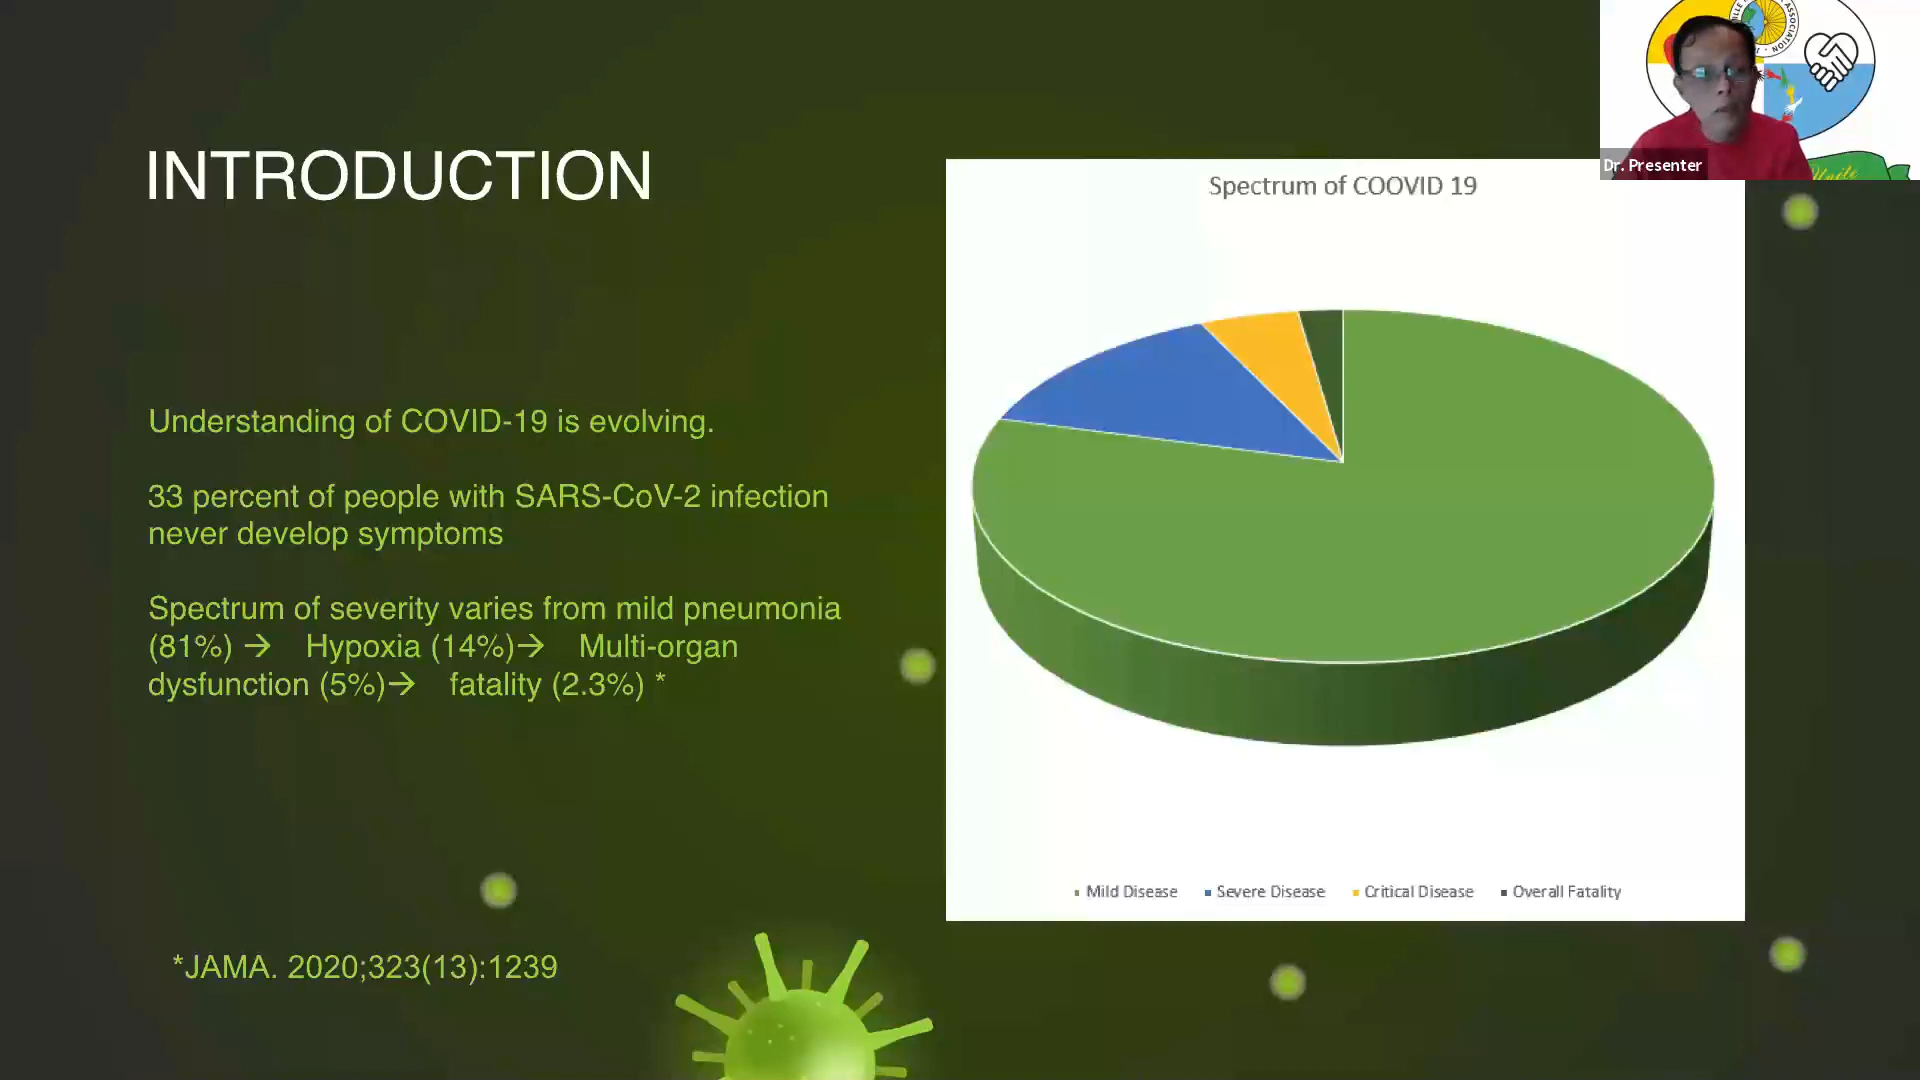 INTRODUCTION
Understanding of COVID-19 is evolving.
33 percent of people with SARS-CoV-2 infection
never develop symptoms
Spectrum of severity varies from mild pneumonia
(81%) → Hypoxia (14%)→ Multi-organ
dysfunction (5%)→ fatality (2.3%) *
*JAMA. 2020;323(13):1239
Spectrum of COOVID 19
Mild Disease Severe Disease Critical Disease Overall Fatality
ASSOCIATION
Dr. Presenter
Unite